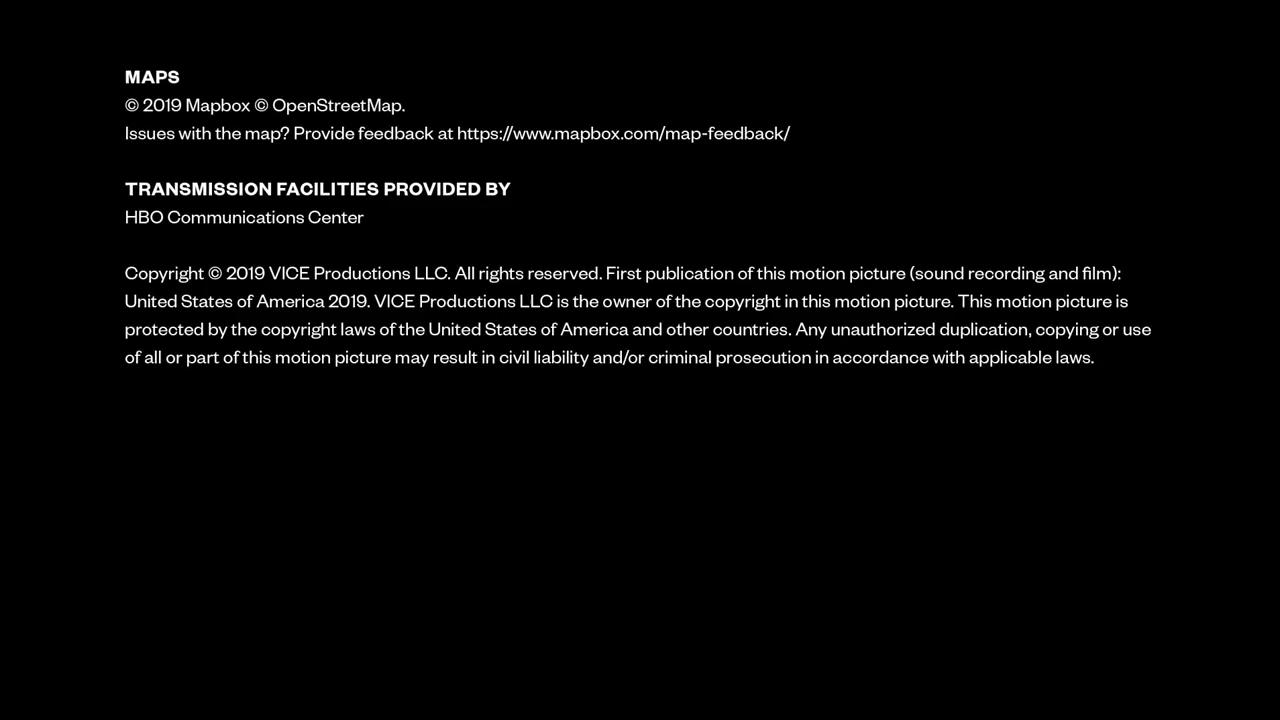 MAPS
© 2019 Mapbox © OpenStreetMap.
Issues with the map? Provide feedback at https://www.mapbox.com/map-feedback/
TRANSMISSION FACILITIES PROVIDED BY
HBO Communications Center
Copyright © 2019 VICE Productions LLC. All rights reserved. First publication of this motion picture (sound recording and film):
United States of America 2019. VICE Productions LLC is the owner of the copyright in this motion picture. This motion picture is
protected by the copyright laws of the United States of America and other countries. Any unauthorized duplication, copying or use
of all or part of this motion picture may result in civil liability and/or criminal prosecution in accordance with applicable laws.